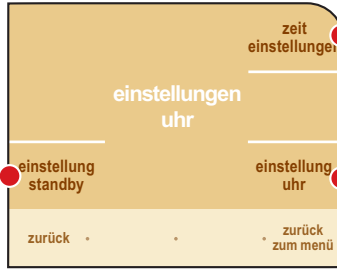 zeit
einstellungen
einstellungen
uhr
einstellung
standby
einstellung
uhr
zurück
zurück
zum menü